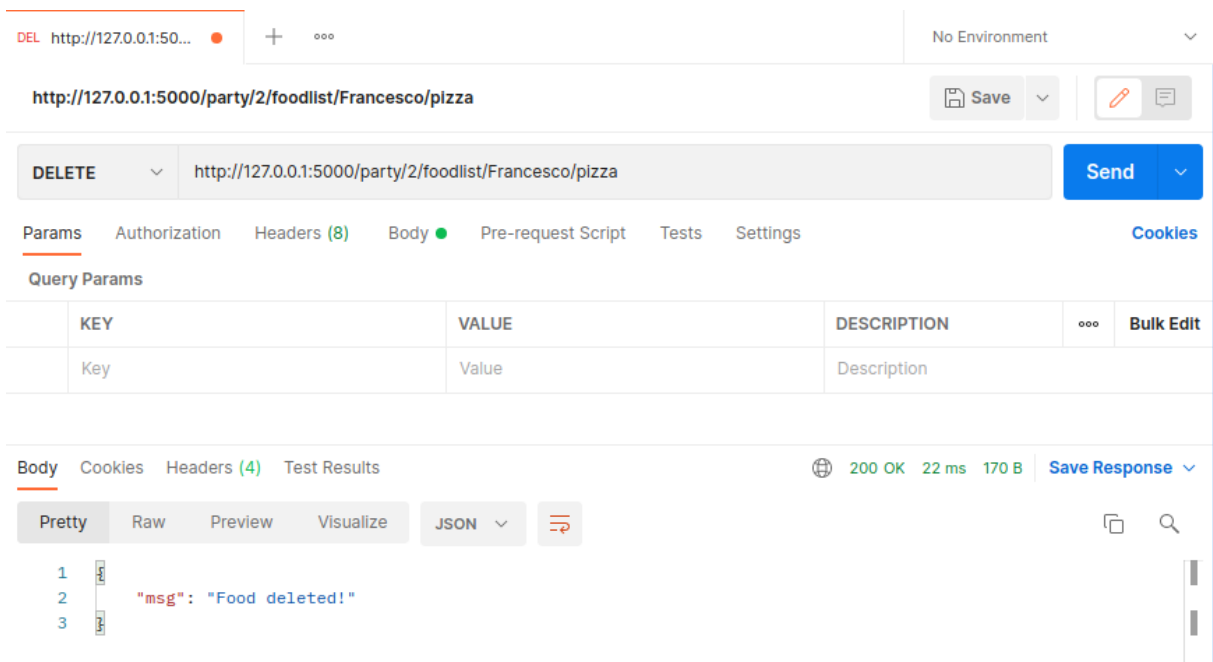 DEL http://127.0.0.1:50... No Environment
http://127.0.0.1:5000/party/2/foodlist/Francesco/pizza Save
DELETE http://127.0.0.1:5000/party/2/foodlist/Francesco/pizza Send
Params Authorization Headers (8) Body Pre-request Script Tests Settings Cookies
Query Params
KEY VALUE DESCRIPTION ooo Bulk Edit
Key Value Description
Body Cookies Headers (4) Test Results 200 OK 22 ms 170 B Save Response
Pretty Raw Preview Visualize JSON
1 {
2 "msg": "Food deleted!"
3 }